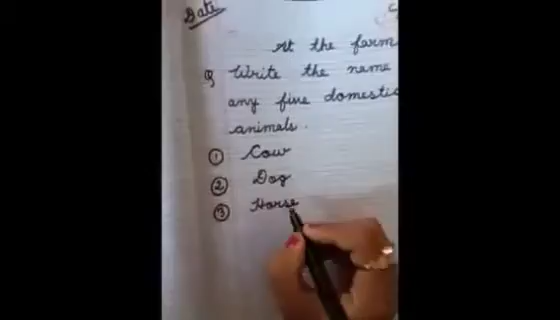 Date
At the farm
Q Write the name
any five domestic
animals.
① Cow
② Dog
③ Horse